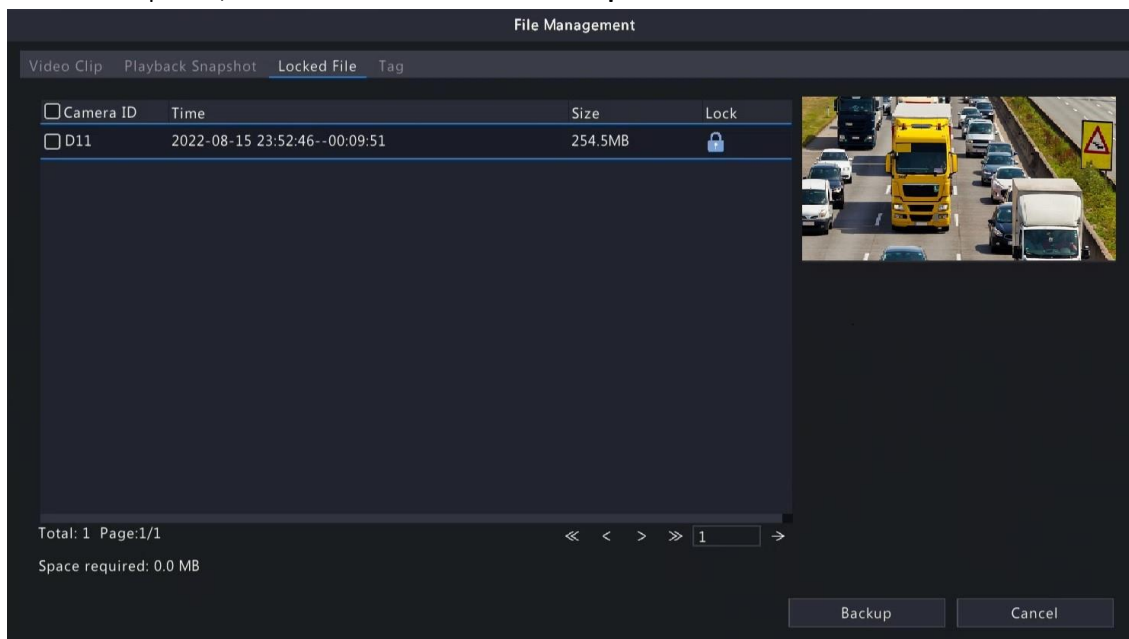 File Management
Video Clip Playback Snapshot Locked File Tag
Camera ID Time Size Lock
D11 2022-08-15 23:52:46--00:09:51 254.5MB
Total: 1 Page:1/1
1
Space required: 0.0 MB
Backup Cancel